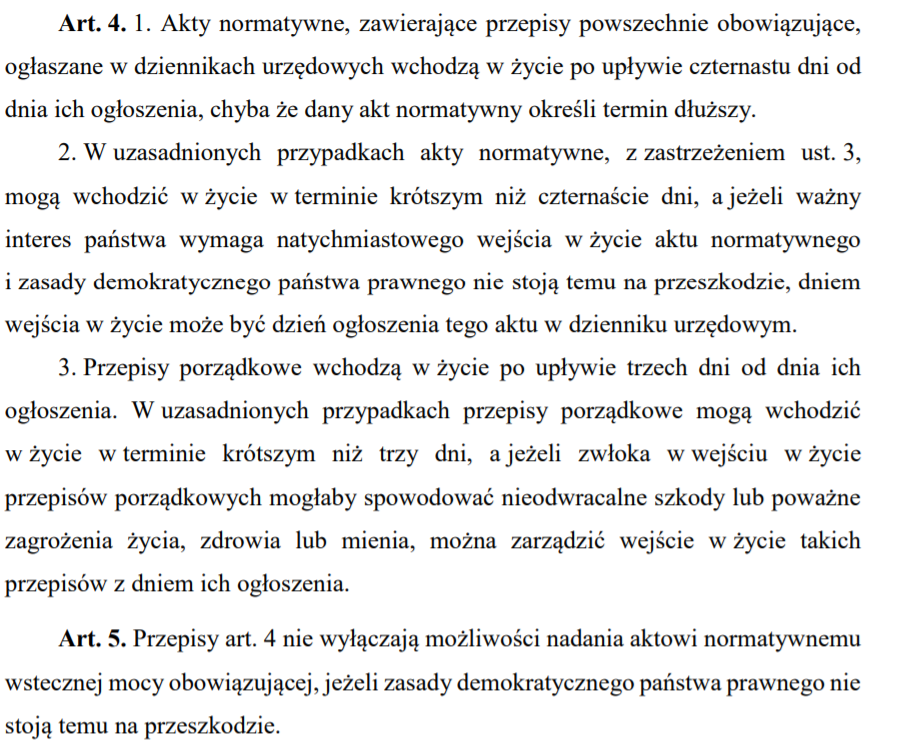 Art. 4. 1. Akty normatywne, zawierające przepisy powszechnie obowiązujące,
ogłaszane w dziennikach urzędowych wchodzą w życie po upływie czternastu dni od
dnia ich ogłoszenia, chyba że dany akt normatywny określi termin dłuższy.
2. W uzasadnionych przypadkach akty normatywne, z zastrzeżeniem ust. 3,
mogą wchodzić w życie w terminie krótszym niż czternaście dni, a jeżeli ważny
interes państwa wymaga natychmiastowego wejścia w życie aktu normatywnego
i zasady demokratycznego państwa prawnego nie stoją temu na przeszkodzie, dniem
wejścia w życie może być dzień ogłoszenia tego aktu w dzienniku urzędowym.
3. Przepisy porządkowe wchodzą w życie po upływie trzech dni od dnia ich
ogłoszenia. W uzasadnionych przypadkach przepisy porządkowe mogą wchodzić
w życie w terminie krótszym niż trzy dni, a jeżeli zwłoka w wejściu w życie
przepisów porządkowych mogłaby spowodować nieodwracalne szkody lub poważne
zagrożenia życia, zdrowia lub mienia, można zarządzić wejście w życie takich
przepisów z dniem ich ogłoszenia.
Art. 5. Przepisy art. 4 nie wyłączają możliwości nadania aktowi normatywnemu
wstecznej mocy obowiązującej, jeżeli zasady demokratycznego państwa prawnego nie
stoją temu na przeszkodzie.